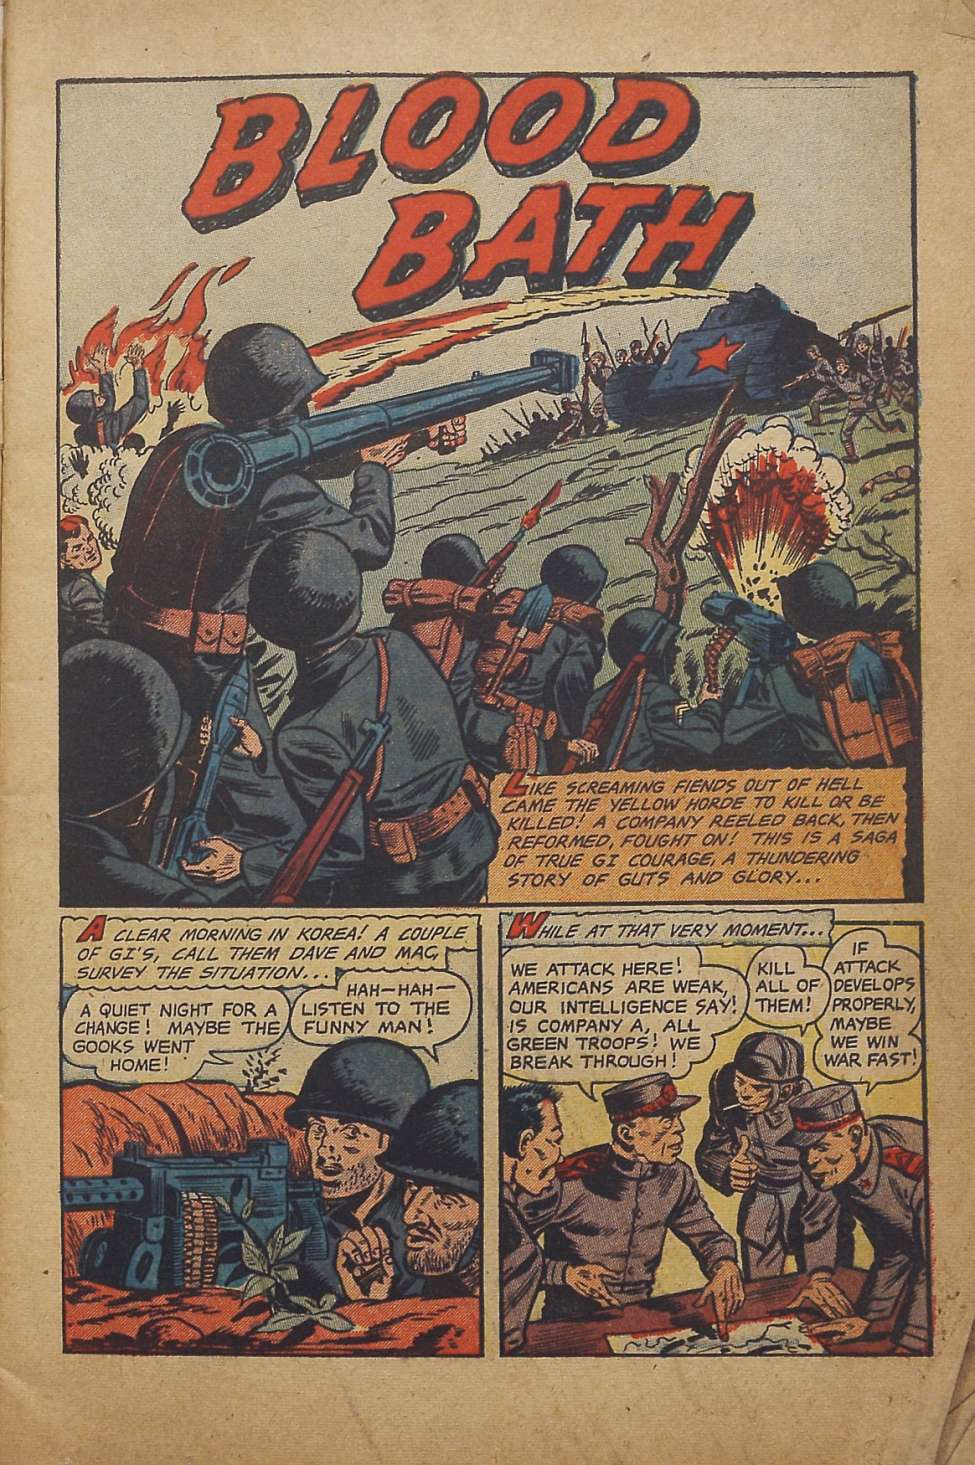 BLOOD
BATH
LIKE SCREAMING FIENDS OUT OF HELL
CAME THE YELLOW HORDE TO KILL OR BE
KILLED! A COMPANY REELED BACK, THEN
REFORMED, FOUGHT ON! THIS IS A SAGA
OF TRUE GI COURAGE, A THUNDERING
STORY OF GUTS AND GLORY...
A CLEAR MORNING IN KOREA! A COUPLE
OF GI'S, CALL THEM DAVE AND MAC,
SURVEY THE SITUATION...
A QUIET NIGHT FOR A
CHANGE! MAYBE THE
GOOKS WENT
HOME!
HAH-HAH-
LISTEN TO THE
FUNNY MAN!
WHILE AT THAT VERY MOMENT...
WE ATTACK HERE!
AMERICANS ARE WEAK,
OUR INTELLIGENCE SAY!
IS COMPANY A, ALL
GREEN TROOPS! WE
BREAK THROUGH!
KILL
ALL OF
THEM!
IF
ATTACK
DEVELOPS
PROPERLY,
MAYBE
WE WIN
WAR FAST!